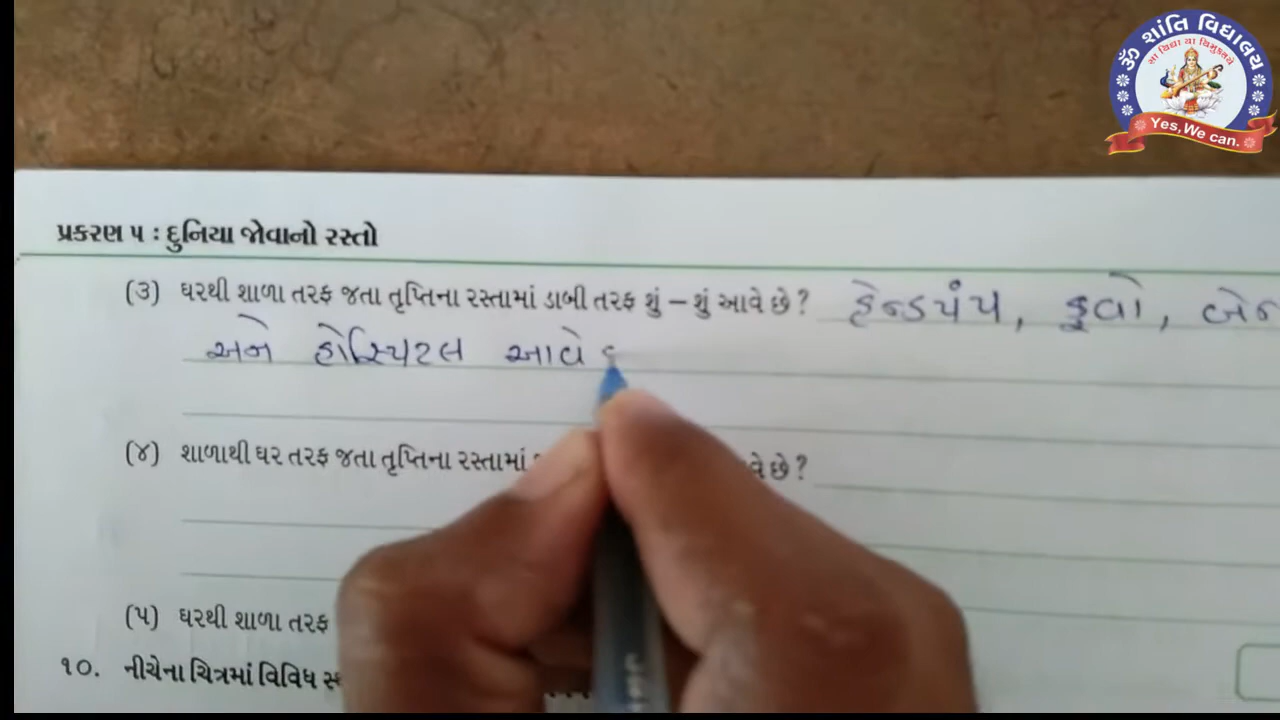 ૐ શાંતિ વિદ્યાલય
સા વિદ્યા યા વિમુક્તયે
Yes, We can.
પ્રકરણ ૫ : દુનિયા જોવાનો રસ્તો
(૩) ઘરથી શાળા તરફ જતા તૃપ્તિના રસ્તામાં ડાબી તરફ શું – શું આવે છે? હેન્ડપંપ, કૂવો,
અને હોસ્પિટલ આવે
(૪) શાળાથી ઘર તરફ જતા તૃપ્તિના રસ્તામાં છે?
(૫) ઘરથી શાળા તરફ
૧૦. નીચેના ચિત્રમાં વિવિધ